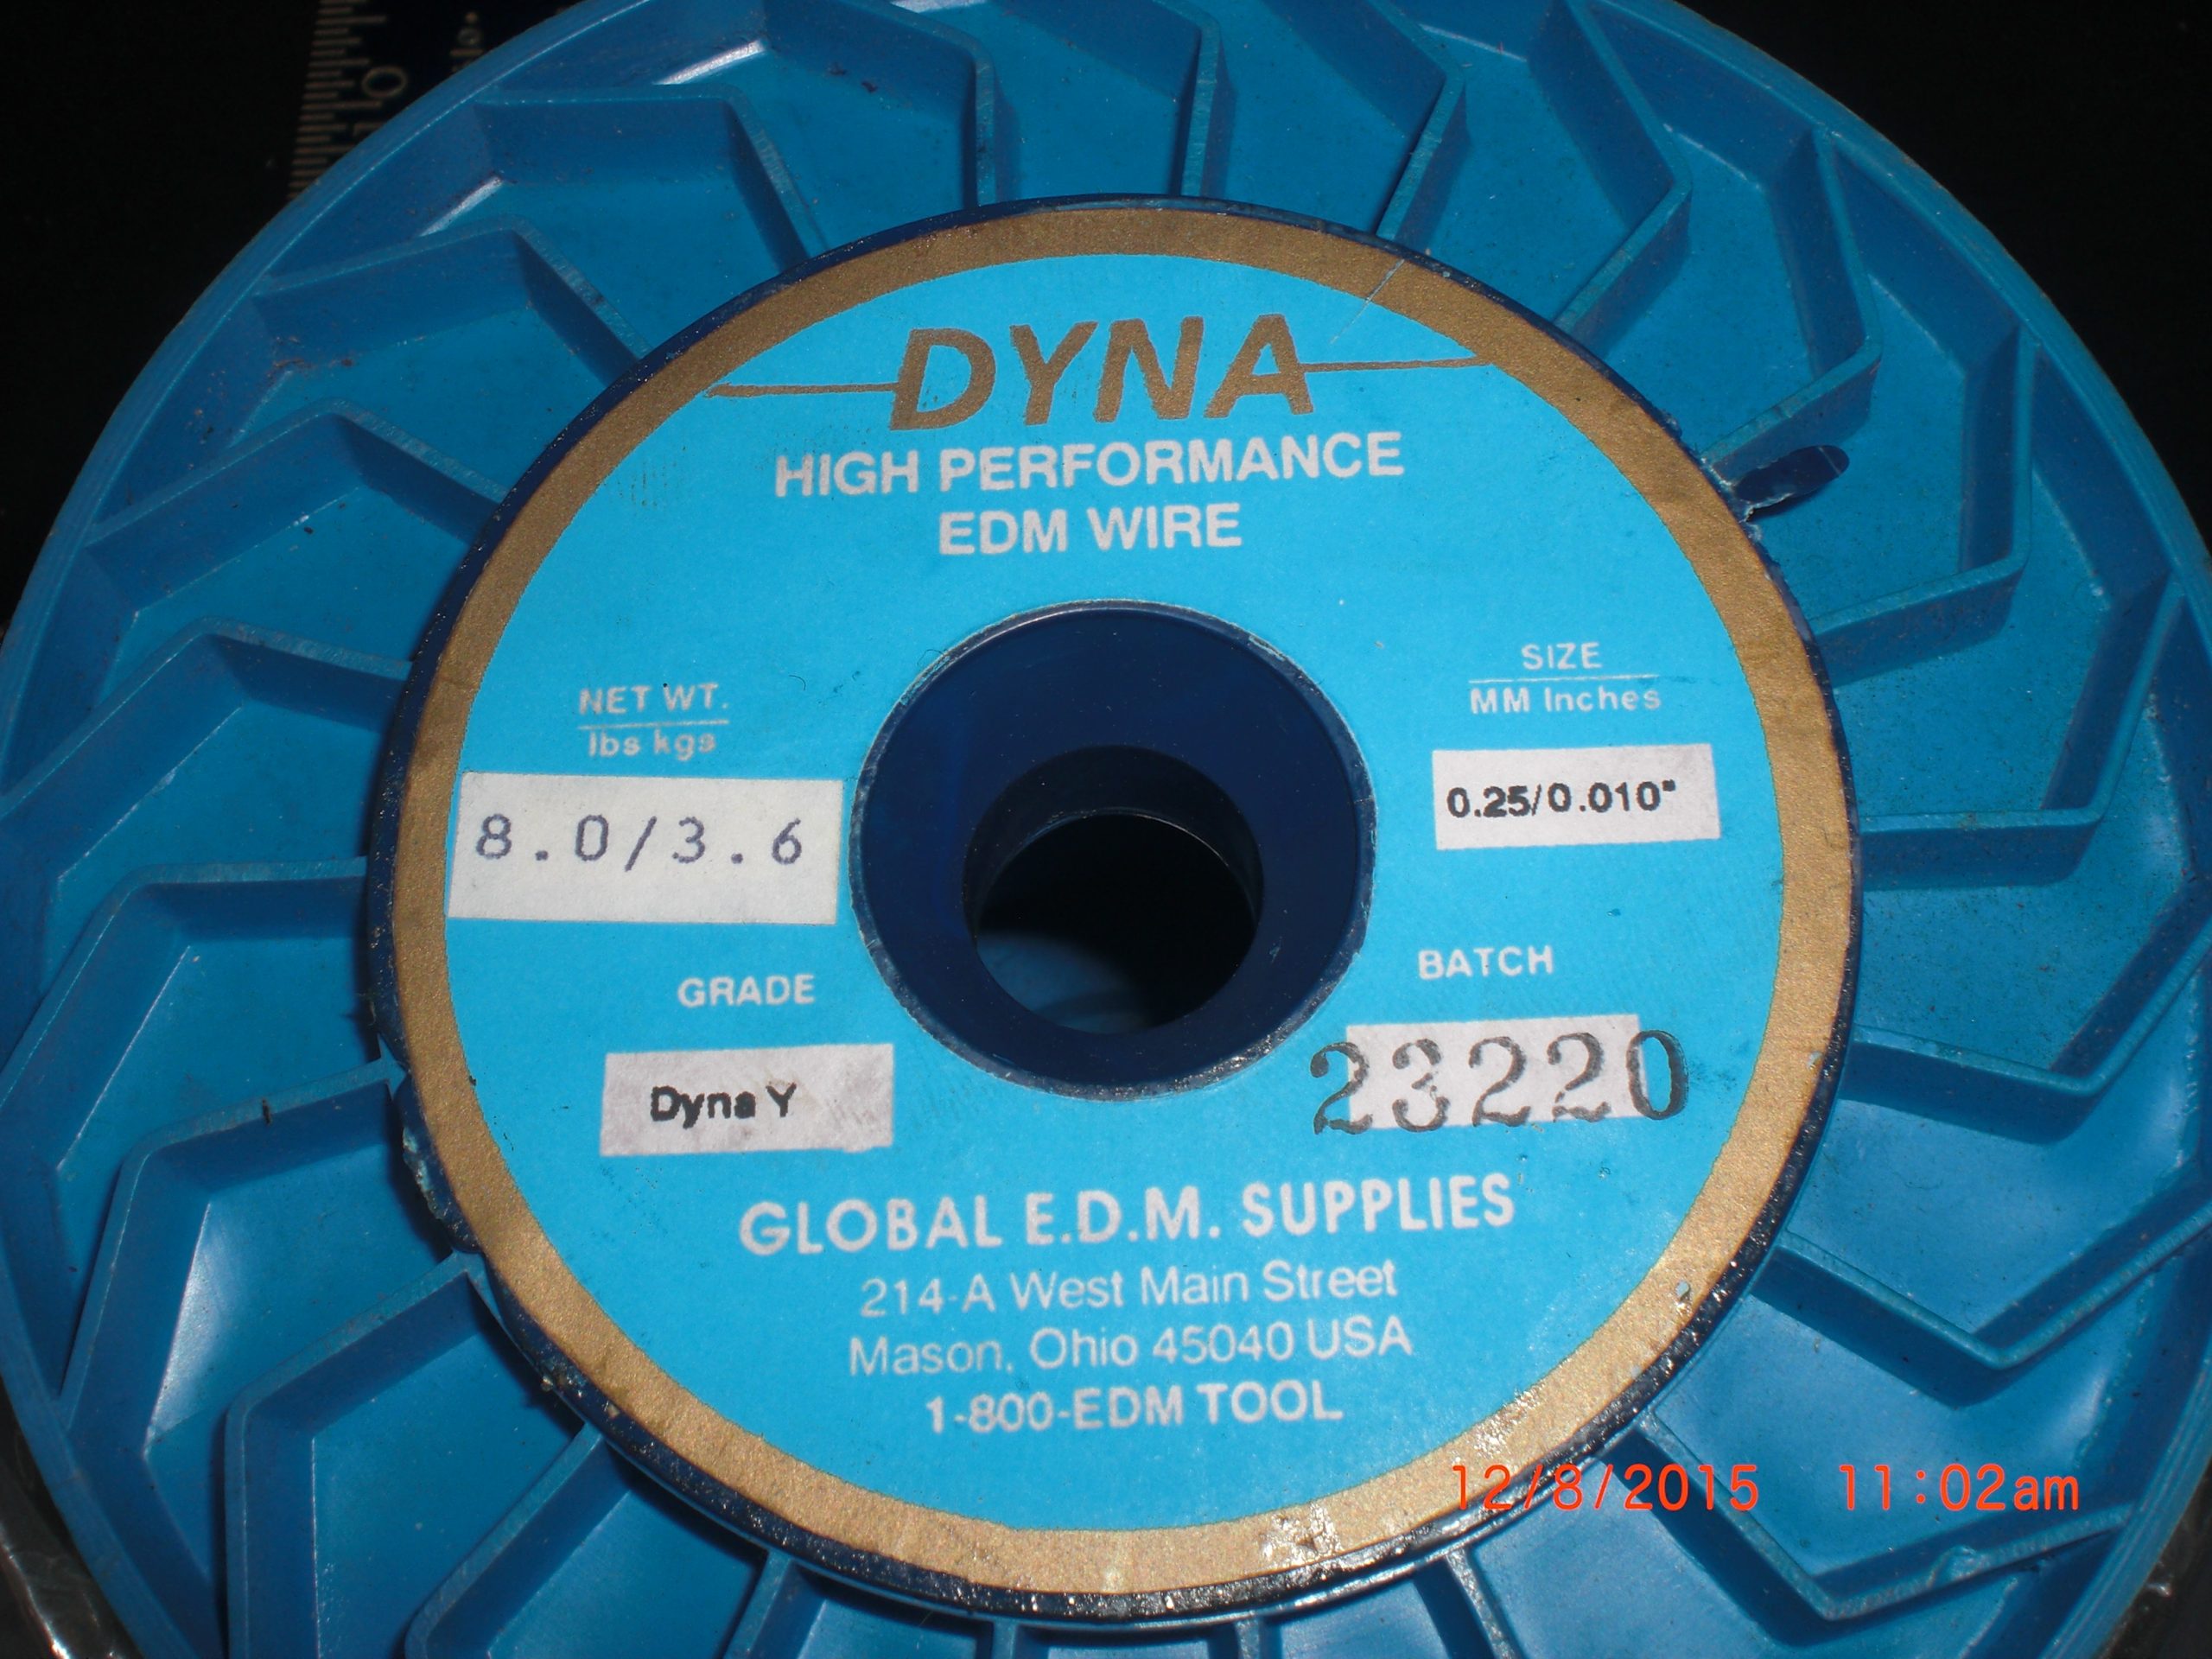 DYNA
HIGH PERFORMANCE
EDM WIRE
NET WT.
lbs kgs
8.0/3.6
SIZE
MM Inches
0.25/0.010"
GRADE
Dyna Y
BATCH
23220
GLOBAL E.D.M. SUPPLIES
214-A West Main Street
Mason, Ohio 45040 USA
1-800-EDM TOOL
12/8/2015 11:02am